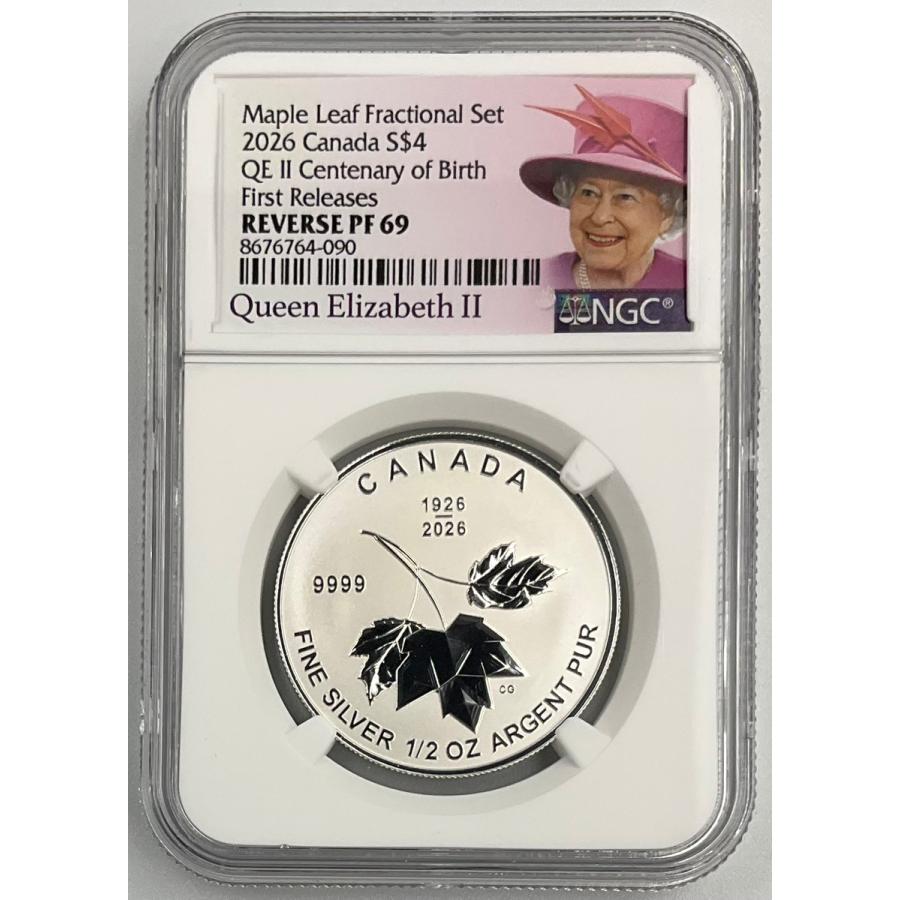 Maple Leaf Fractional Set
2026 Canada S$4
QE II Centenary of Birth
First Releases
REVERSE PF 69
8676764-090
Queen Elizabeth II
NGC®
CANADA
1926
2026
9999
CG
FINE SILVER 1/2 OZ ARGENT PUR